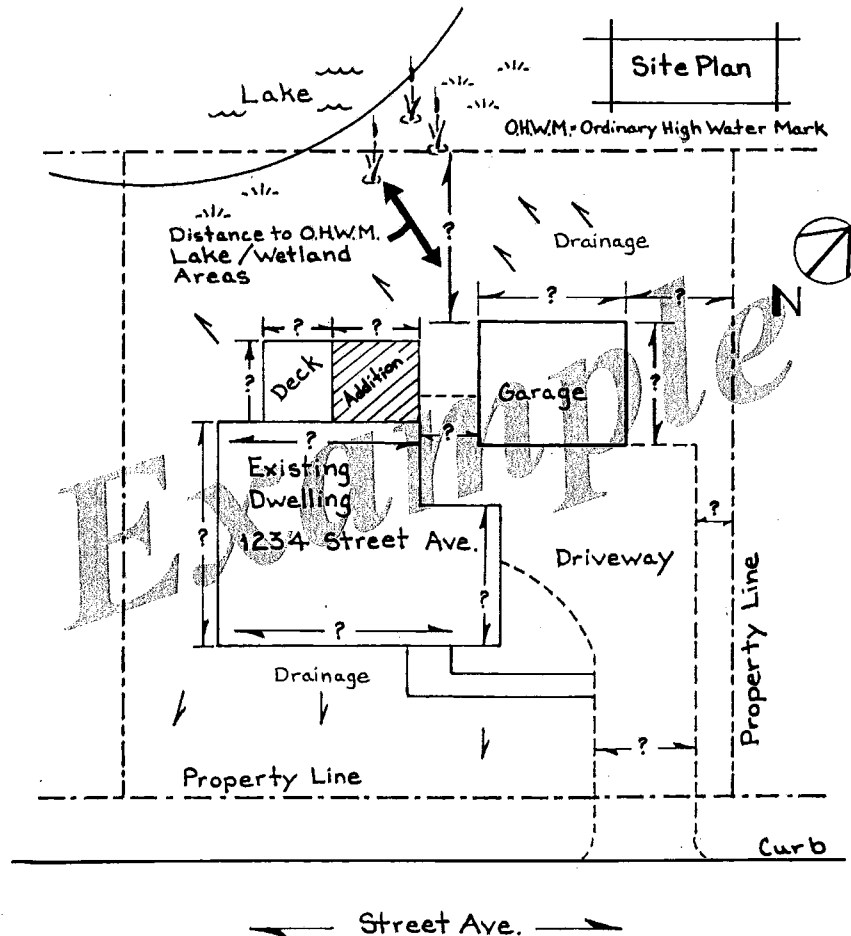 Site Plan
Lake
O.H.W.M.- Ordinary High Water Mark
Distance to O.H.W.M.
Lake/Wetland
Areas
?
Drainage
N
?
?
?
?
Deck
Addition
Garage
?
?
?
?
Existing
Dwelling
1234 Street Ave.
?
?
?
Driveway
?
?
Drainage
?
Property Line
Property Line
Curb
Street Ave.
Example